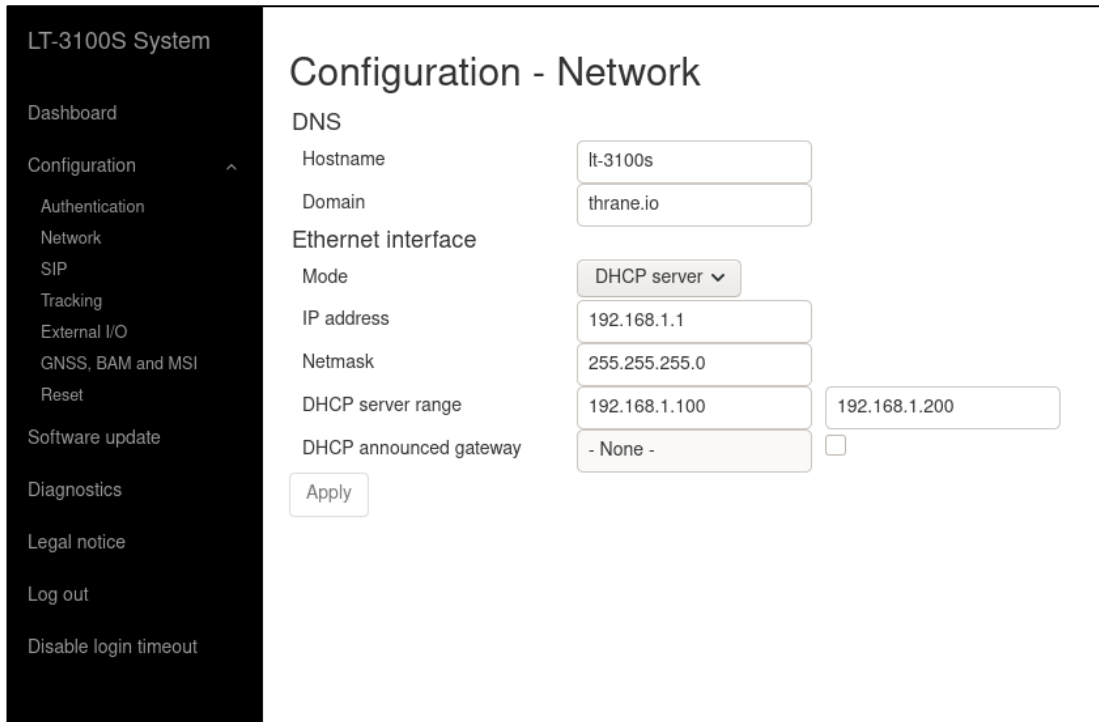 LT-3100S System
Dashboard
Configuration
Authentication
Network
SIP
Tracking
External I/O
GNSS, BAM and MSI
Reset
Software update
Diagnostics
Legal notice
Log out
Disable login timeout
Configuration - Network
DNS
Hostname lt-3100s
Domain thrane.io
Ethernet interface
Mode DHCP server
IP address 192.168.1.1
Netmask 255.255.255.0
DHCP server range 192.168.1.100 192.168.1.200
DHCP announced gateway - None -
Apply